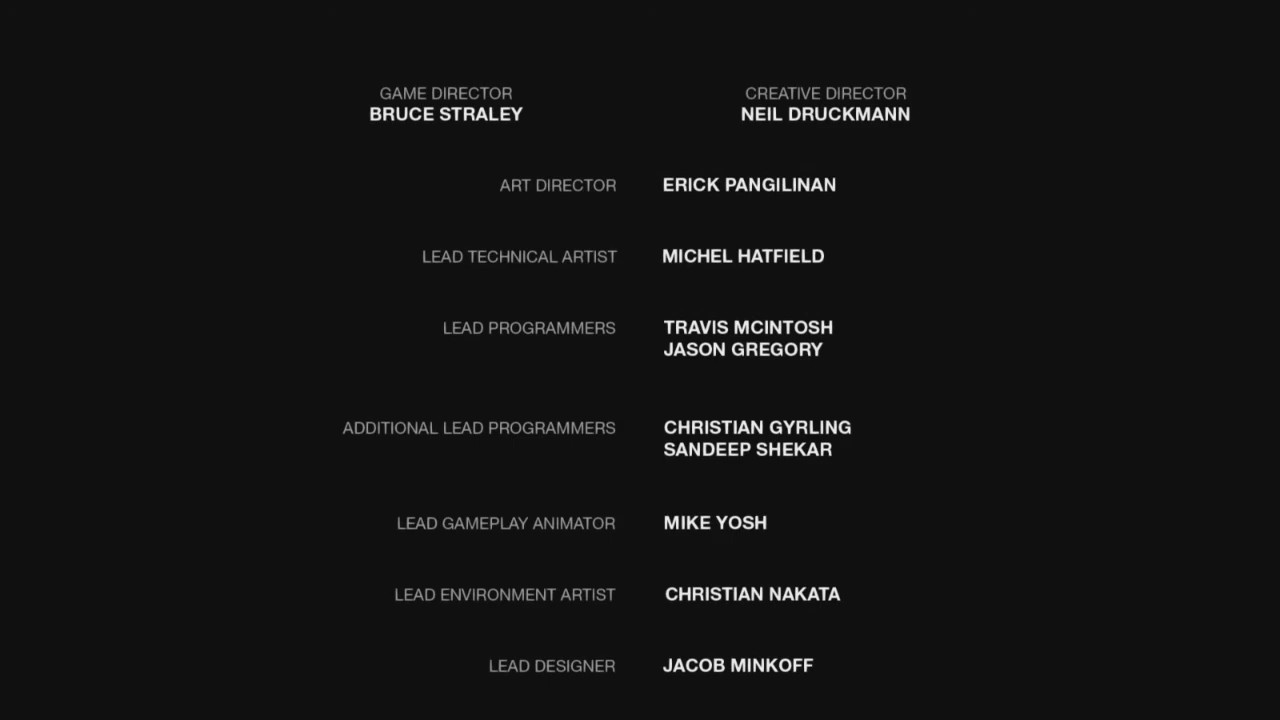 GAME DIRECTOR CREATIVE DIRECTOR
BRUCE STRALEY NEIL DRUCKMANN
ART DIRECTOR ERICK PANGILINAN
LEAD TECHNICAL ARTIST MICHEL HATFIELD
LEAD PROGRAMMERS TRAVIS MCINTOSH
JASON GREGORY
ADDITIONAL LEAD PROGRAMMERS CHRISTIAN GYRLING
SANDEEP SHEKAR
LEAD GAMEPLAY ANIMATOR MIKE YOSH
LEAD ENVIRONMENT ARTIST CHRISTIAN NAKATA
LEAD DESIGNER JACOB MINKOFF